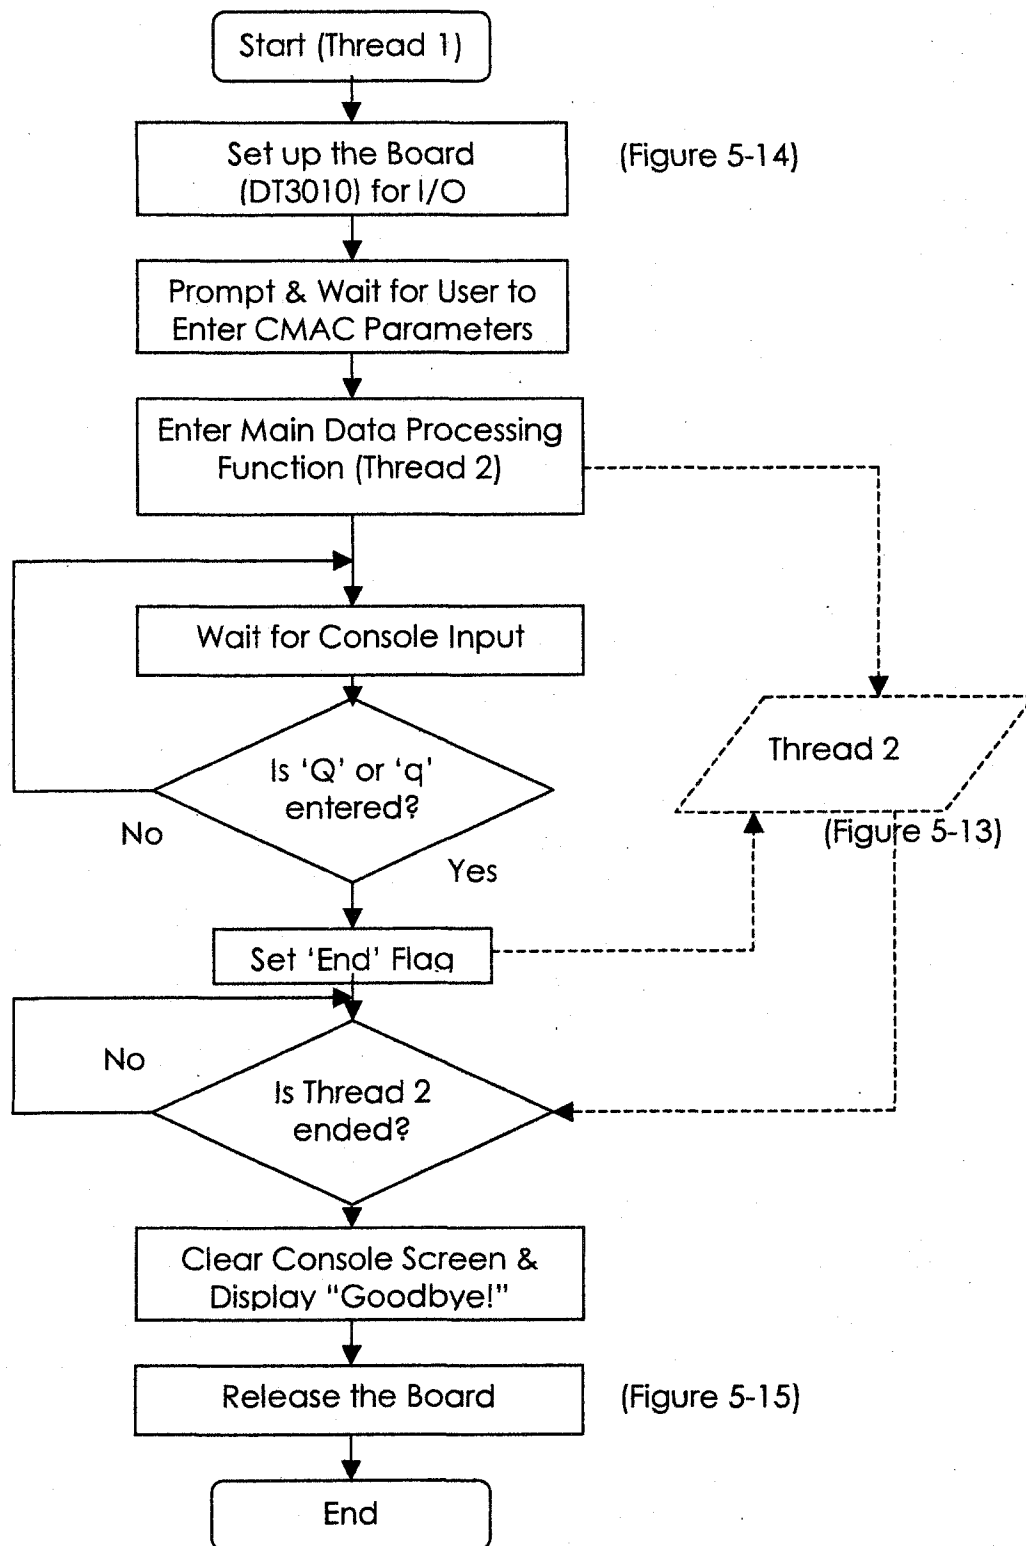 Start (Thread 1)
Set up the Board
(DT3010) for I/O
(Figure 5-14)
Prompt & Wait for User to
Enter CMAC Parameters
Enter Main Data Processing
Function (Thread 2)
Wait for Console Input
Is ‘Q’ or ‘q’
entered?
No
Yes
Thread 2
(Figure 5-13)
Set ‘End’ Flag
No
Is Thread 2
ended?
Clear Console Screen &
Display “Goodbye!”
Release the Board
(Figure 5-15)
End